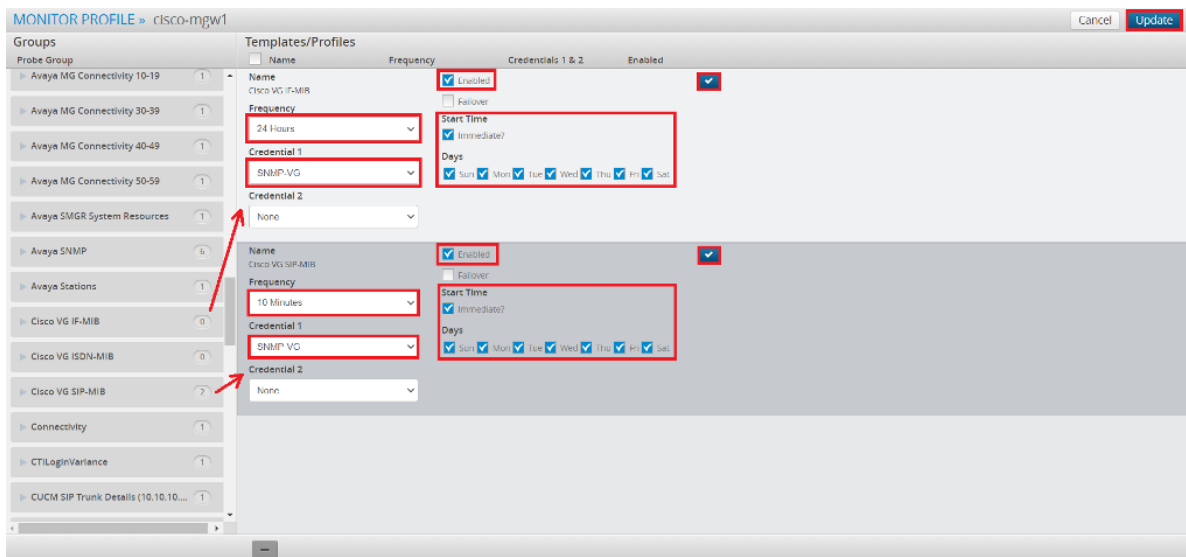 MONITOR PROFILE » cisco-mgw1
Cancel
Update
Groups
Templates/Profiles
Probe Group
Name Frequency Credentials 1 & 2 Enabled
Avaya MG Connectivity 10-19 1
Avaya MG Connectivity 30-39 1
Avaya MG Connectivity 40-49 1
Avaya MG Connectivity 50-59 1
Avaya SMGR System Resources 1
Avaya SNMP 6
Avaya Stations 1
Cisco VG IF-MIB 0
Cisco VG ISDN-MIB 0
Cisco VG SIP-MIB 2
Connectivity 1
CTILoginVariance 1
CUCM SIP Trunk Details (10.10.10.... 1
Name
Cisco VG IF-MIB
Frequency
24 Hours
Credential 1
SNMP-VG
Credential 2
None
Enabled
Failover
Start Time
Immediate?
Days
Sun Mon Tue Wed Thu Fri Sat
Name
Cisco VG SIP-MIB
Frequency
10 Minutes
Credential 1
SNMP-VG
Credential 2
None
Enabled
Failover
Start Time
Immediate?
Days
Sun Mon Tue Wed Thu Fri Sat